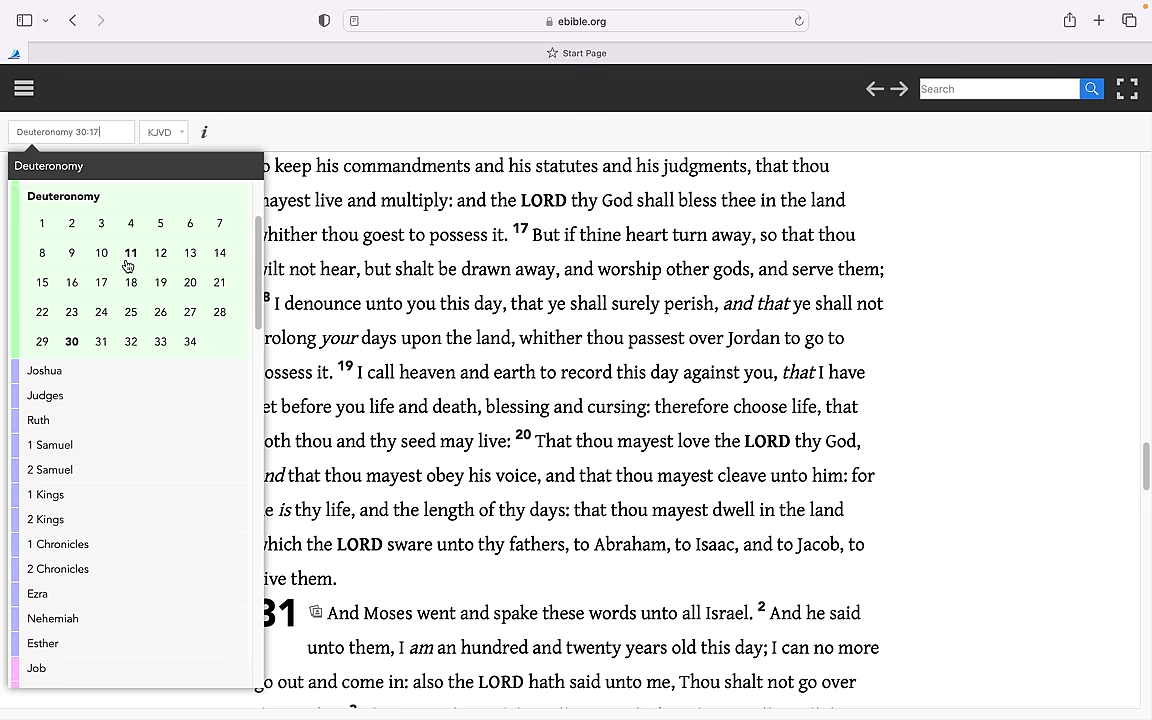 ebible.org
Start Page
Search
Deuteronomy 30:17
KJVD
i
Deuteronomy
Deuteronomy
1 2 3 4 5 6 7
8 9 10 11 12 13 14
15 16 17 18 19 20 21
22 23 24 25 26 27 28
29 30 31 32 33 34
Joshua
Judges
Ruth
1 Samuel
2 Samuel
1 Kings
2 Kings
1 Chronicles
2 Chronicles
Ezra
Nehemiah
Esther
Job
keep his commandments and his statutes and his judgments, that thou
live and multiply: and the LORD thy God shall bless thee in the land
thou goest to possess it. 17 But if thine heart turn away, so that thou
not hear, but shalt be drawn away, and worship other gods, and serve them;
I denounce unto you this day, that ye shall surely perish, and that ye shall not
your days upon the land, whither thou passest over Jordan to go to
it. 19 I call heaven and earth to record this day against you, that I have
before you life and death, blessing and cursing: therefore choose life, that
thou and thy seed may live: 20 That thou mayest love the LORD thy God,
that thou mayest obey his voice, and that thou mayest cleave unto him: for
is thy life, and the length of thy days: that thou mayest dwell in the land
the LORD sware unto thy fathers, to Abraham, to Isaac, and to Jacob, to
them.
31 And Moses went and spake these words unto all Israel. 2 And he said
unto them, I am an hundred and twenty years old this day; I can no more
go out and come in: also the LORD hath said unto me, Thou shalt not go over